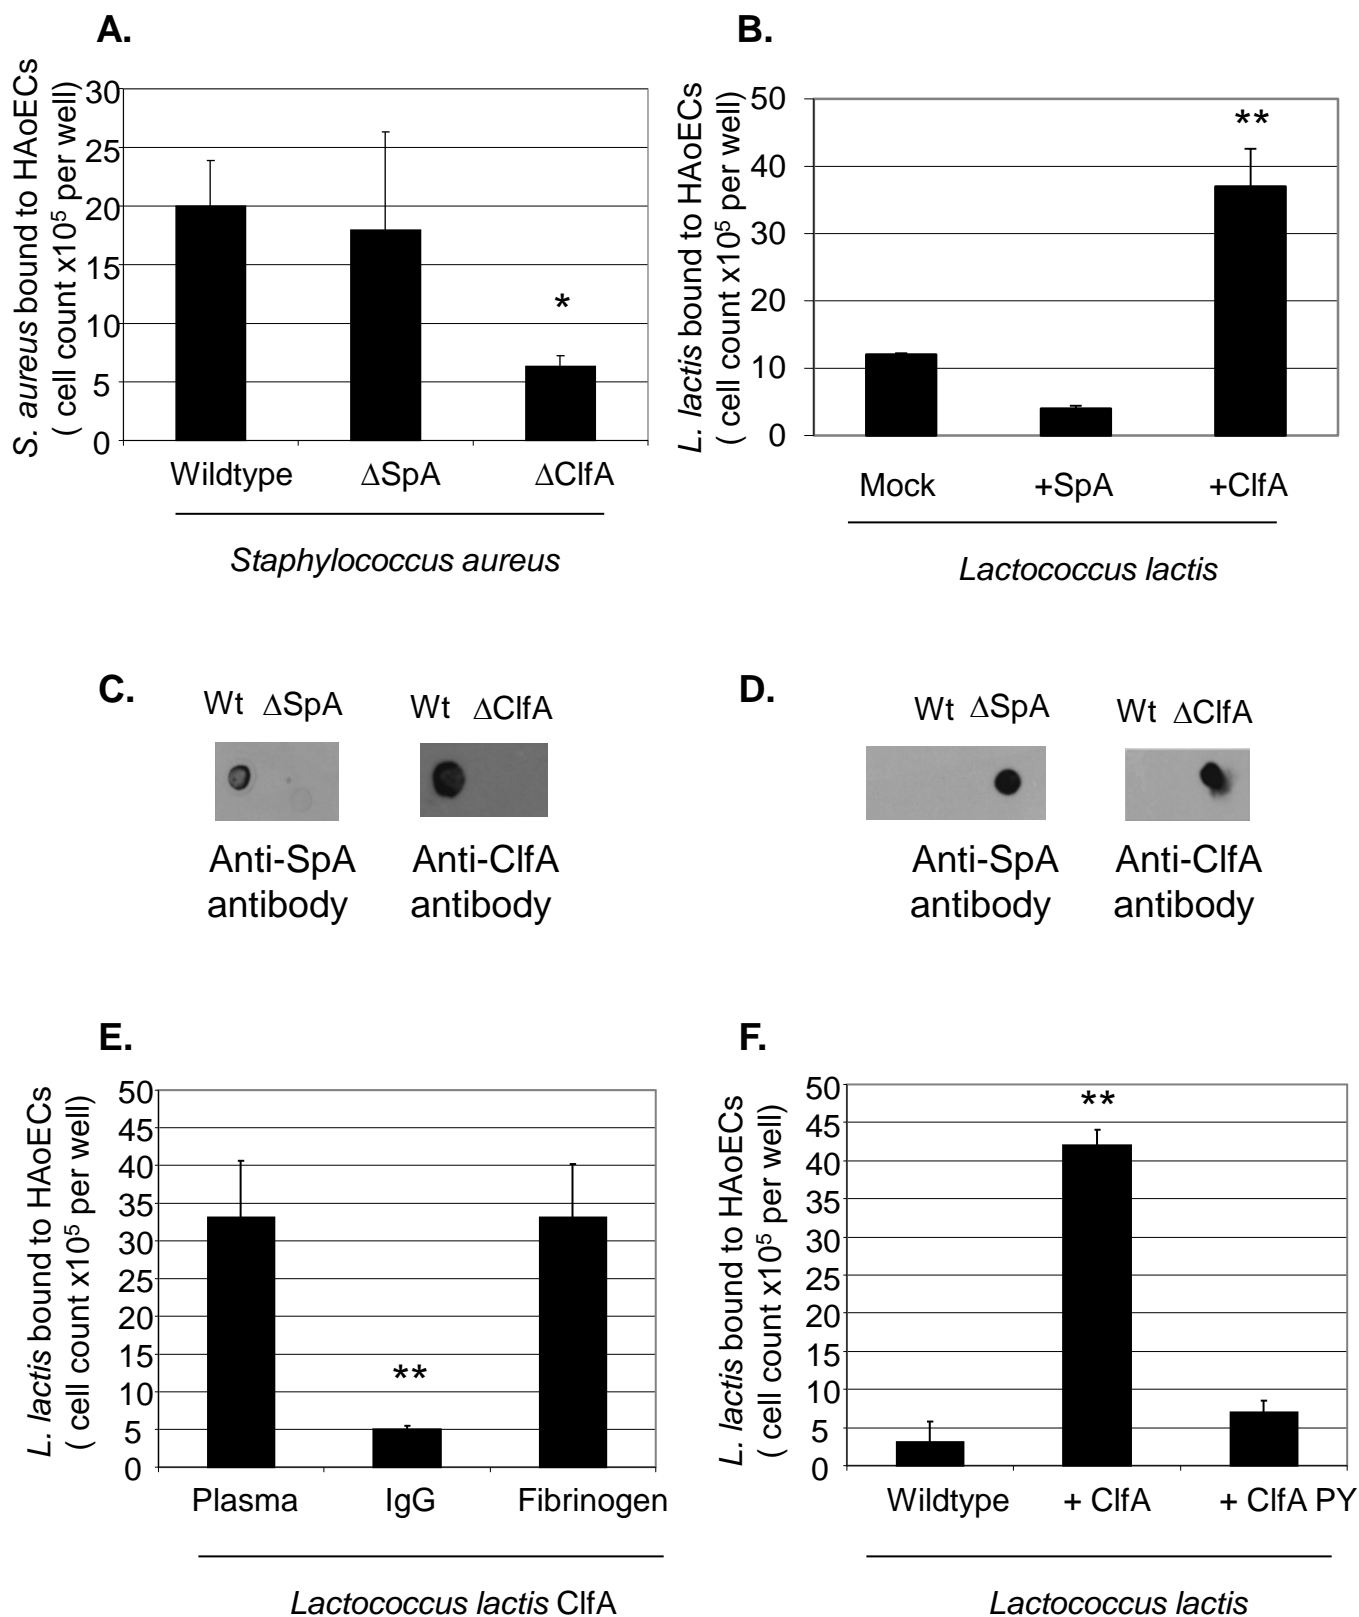 A.
S. aureus bound to HAoECs
( cell count x10⁵ per well)
30
25
20
15
10
5
0
*
Wildtype ΔSpA ΔClfA
Staphylococcus aureus
B.
L. lactis bound to HAoECs
( cell count x10⁵ per well)
50
40
30
20
10
0
**
Mock +SpA +ClfA
Lactococcus lactis
C.
Wt ΔSpA
Wt ΔClfA
Anti-SpA
antibody
Anti-ClfA
antibody
D.
Wt ΔSpA
Wt ΔClfA
Anti-SpA
antibody
Anti-ClfA
antibody
E.
L. lactis bound to HAoECs
( cell count x10⁵ per well)
50
45
40
35
30
25
20
15
10
5
0
**
Plasma IgG Fibrinogen
Lactococcus lactis ClfA
F.
L. lactis bound to HAoECs
( cell count x10⁵ per well)
50
45
40
35
30
25
20
15
10
5
0
**
Wildtype + ClfA + ClfA PY
Lactococcus lactis